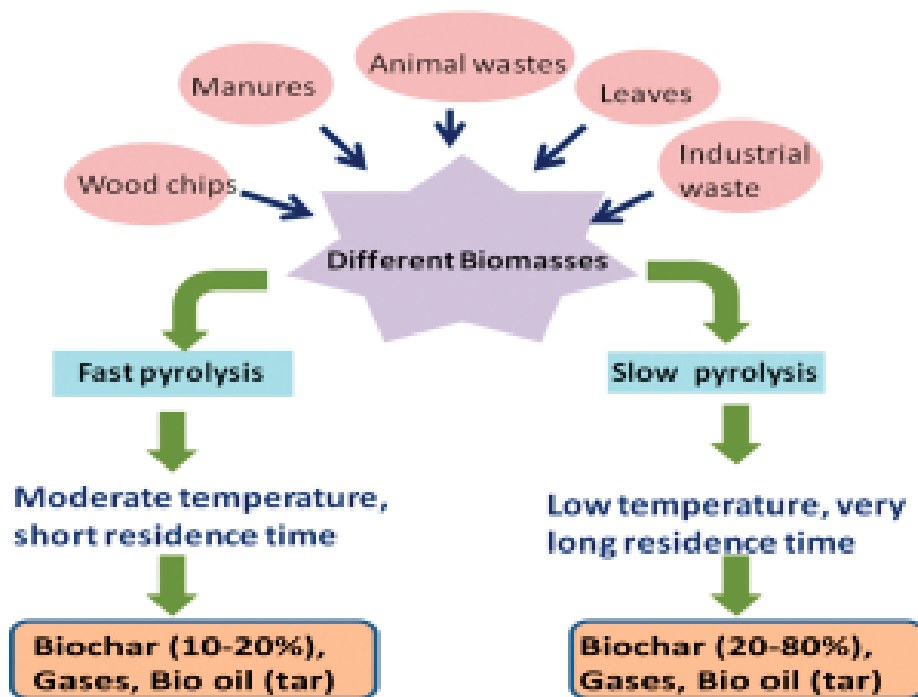 Animal wastes
Manures
Leaves
Wood chips
Industrial
waste
Different Biomasses
Fast pyrolysis
Slow pyrolysis
Moderate temperature,
short residence time
Low temperature, very
long residence time
Biochar (10-20%),
Gases, Bio oil (tar)
Biochar (20-80%),
Gases, Bio oil (tar)